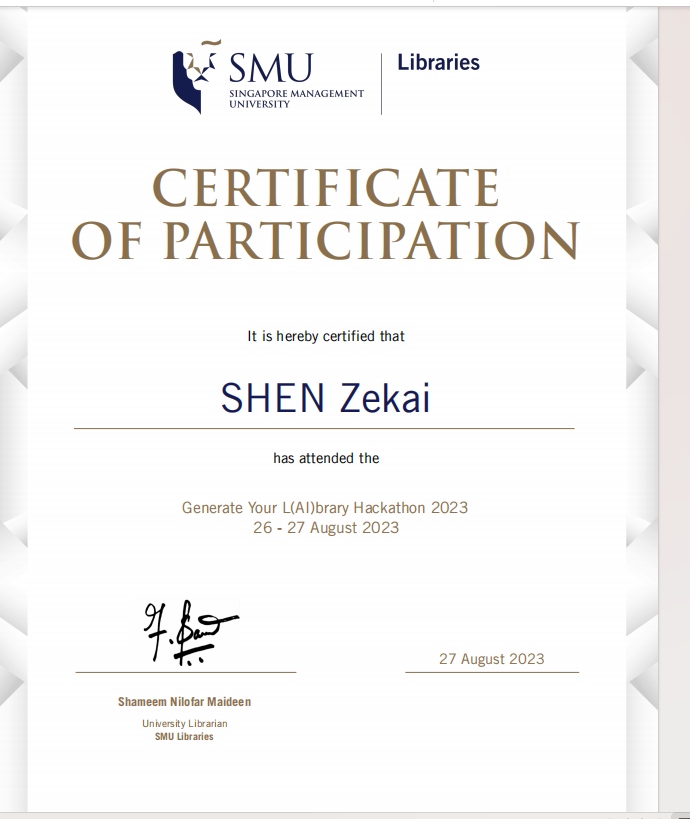 SMU
SINGAPORE MANAGEMENT
UNIVERSITY
Libraries
CERTIFICATE
OF PARTICIPATION
It is hereby certified that
SHEN Zekai
has attended the
Generate Your L(AI)brary Hackathon 2023
26 - 27 August 2023
27 August 2023
Shameem Nilofar Maideen
University Librarian
SMU Libraries